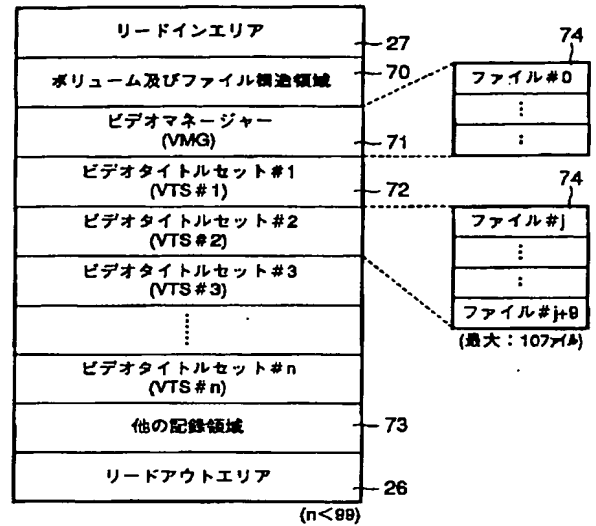 リードインエリア
27
ボリューム及びファイル構造領域
70
ビデオマネージャー
(VMG)
71
ビデオタイトルセット#1
(VTS#1)
72
ビデオタイトルセット#2
(VTS#2)
ビデオタイトルセット#3
(VTS#3)
ビデオタイトルセット#n
(VTS#n)
他の記録領域
73
リードアウトエリア
26
(n<99)
74
ファイル#0
74
ファイル#j
ファイル#j+9
(最大:10ファイル)